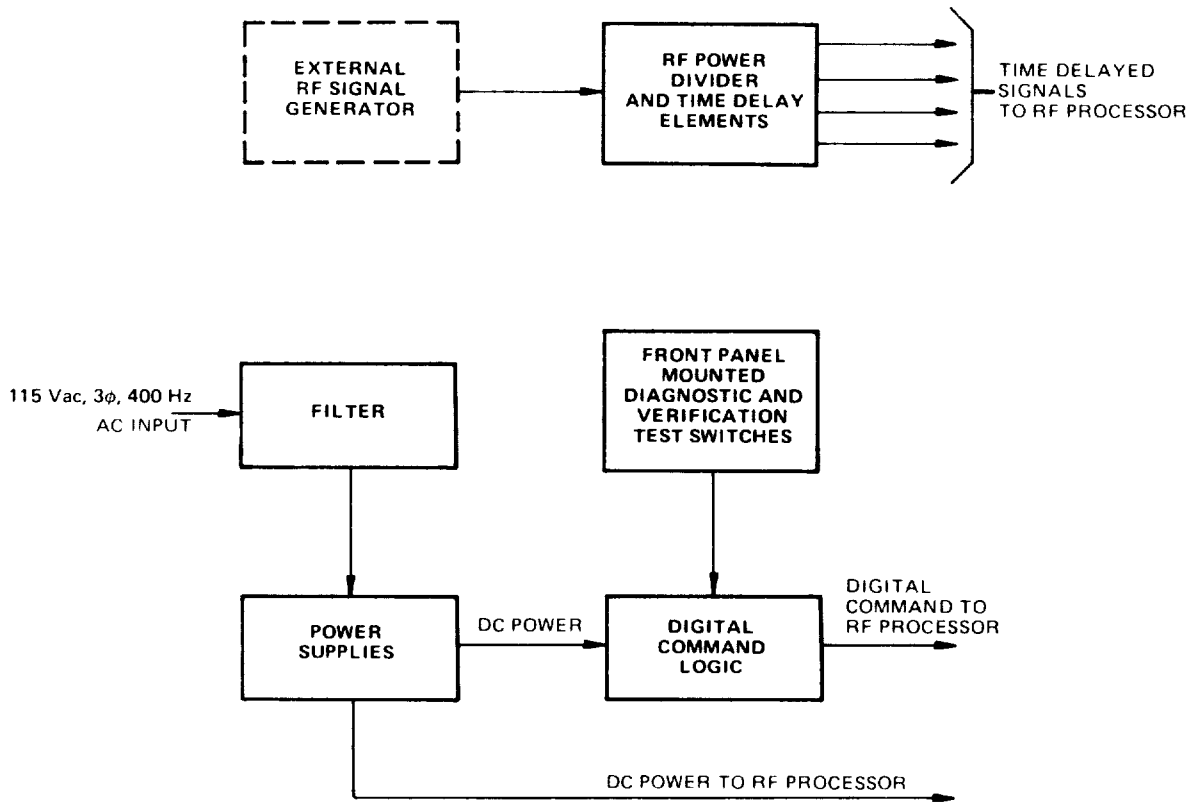 EXTERNAL
RF SIGNAL
GENERATOR
RF POWER
DIVIDER
AND TIME DELAY
ELEMENTS
TIME DELAYED
SIGNALS
TO RF PROCESSOR
115 Vac, 3ϕ, 400 Hz
AC INPUT
FILTER
FRONT PANEL
MOUNTED
DIAGNOSTIC AND
VERIFICATION
TEST SWITCHES
POWER
SUPPLIES
DC POWER
DIGITAL
COMMAND
LOGIC
DIGITAL
COMMAND TO
RF PROCESSOR
DC POWER TO RF PROCESSOR